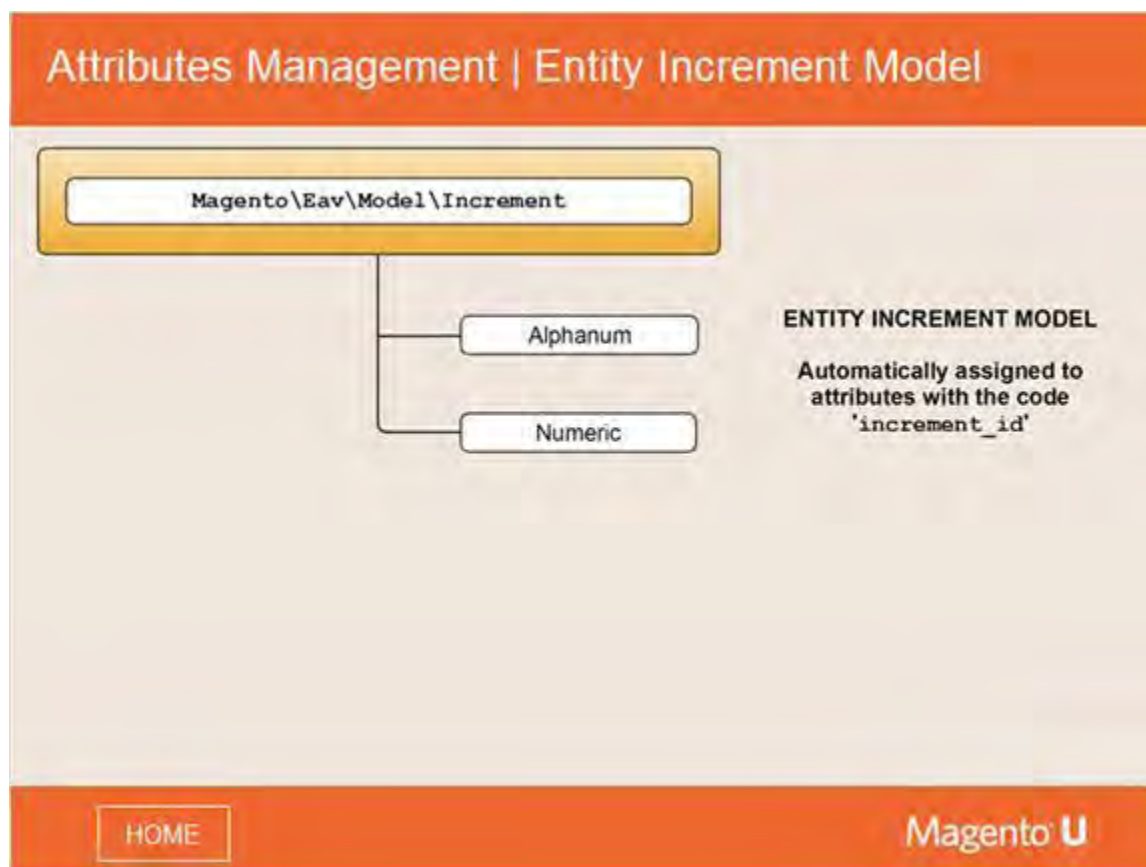 Attributes Management | Entity Increment Model
Magento\Eav\Model\Increment
Alphanum
Numeric
ENTITY INCREMENT MODEL
Automatically assigned to
attributes with the code
'increment_id'
HOME
Magento U